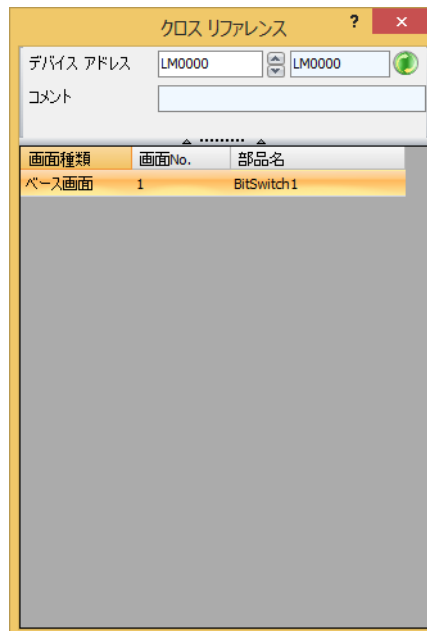 クロス リファレンス ? ×
デバイス アドレス LM0000 LM0000
コメント
画面種類 画面No. 部品名
ベース画面 1 BitSwitch1